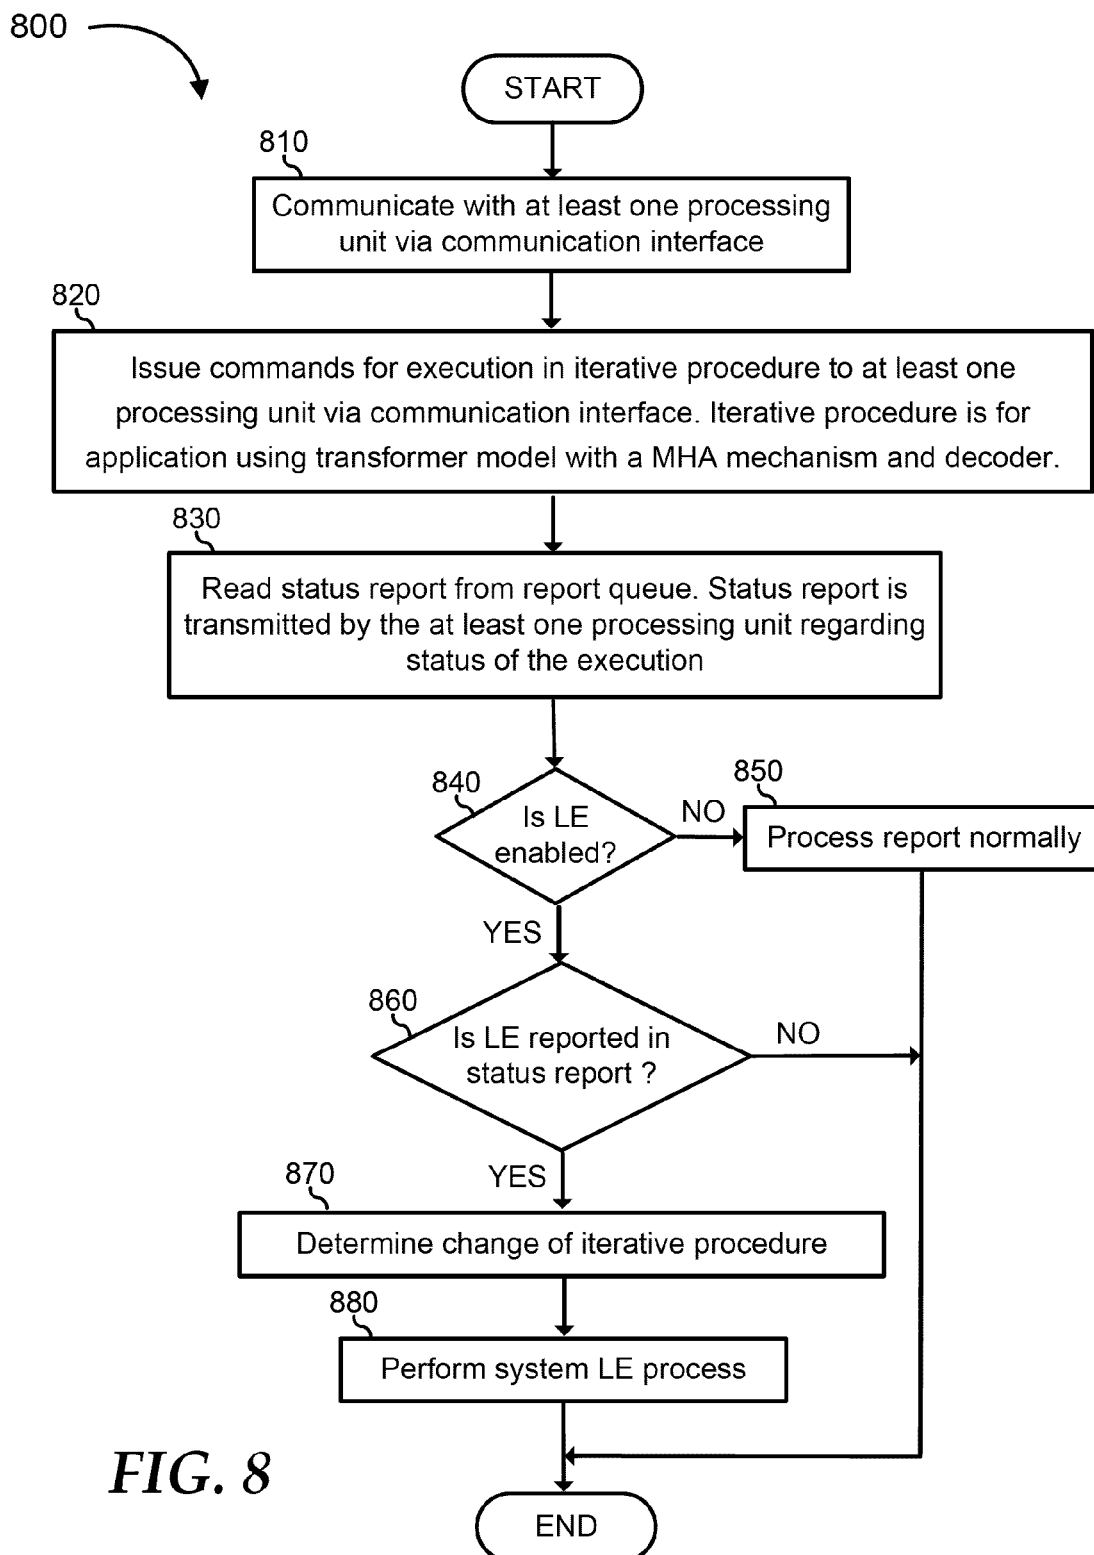 800
START
810
Communicate with at least one processing
unit via communication interface
820
Issue commands for execution in iterative procedure to at least one
processing unit via communication interface. Iterative procedure is for
application using transformer model with a MHA mechanism and decoder.
830
Read status report from report queue. Status report is
transmitted by the at least one processing unit regarding
status of the execution
840
Is LE
enabled?
NO
850
Process report normally
YES
860
Is LE reported in
status report ?
NO
YES
870
Determine change of iterative procedure
880
Perform system LE process
FIG. 8
END